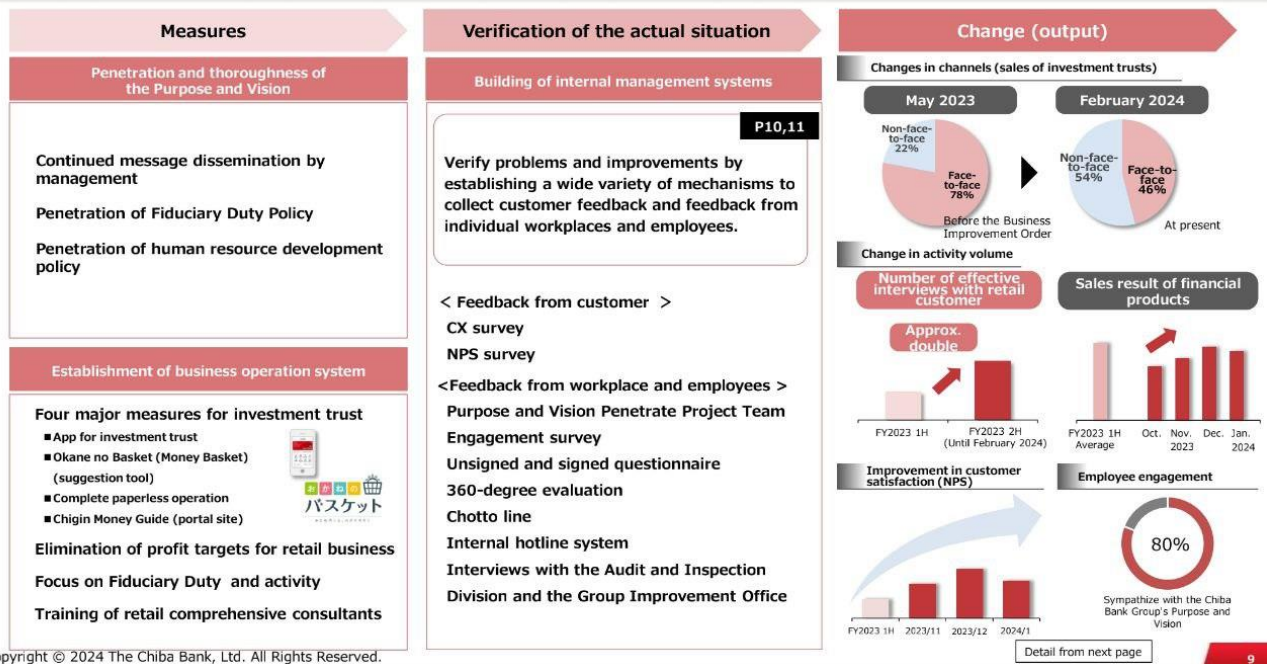 Measures
Penetration and thoroughness of
the Purpose and Vision
Continued message dissemination by
management
Penetration of Fiduciary Duty Policy
Penetration of human resource development
policy
Establishment of business operation system
Four major measures for investment trust
■App for investment trust
■Okane no Basket (Money Basket)
(suggestion tool)
■Complete paperless operation
■Chigin Money Guide (portal site)
おかねの
バスケット
Elimination of profit targets for retail business
Focus on Fiduciary Duty and activity
Training of retail comprehensive consultants
Verification of the actual situation
Building of internal management systems
P10,11
Verify problems and improvements by
establishing a wide variety of mechanisms to
collect customer feedback and feedback from
individual workplaces and employees.
< Feedback from customer >
CX survey
NPS survey
<Feedback from workplace and employees >
Purpose and Vision Penetrate Project Team
Engagement survey
Unsigned and signed questionnaire
360-degree evaluation
Chotto line
Internal hotline system
Interviews with the Audit and Inspection
Division and the Group Improvement Office
Change (output)
Changes in channels (sales of investment trusts)
May 2023
Non-face-
to-face
22%
Face-
to-face
78%
Before the Business
Improvement Order
February 2024
Non-face-
to-face
54%
Face-to-
face
46%
At present
Change in activity volume
Number of effective
interviews with retail
customer
Approx.
double
FY2023 1H
FY2023 2H
(Until February 2024)
Sales result of financial
products
FY2023 1H
Average
Oct. Nov. Dec. Jan.
2023 2024
Improvement in customer
satisfaction (NPS)
FY2023 1H 2023/11 2023/12 2024/1
Employee engagement
80%
Sympathize with the Chiba
Bank Group's Purpose and
Vision
Detail from next page
opyright © 2024 The Chiba Bank, Ltd. All Rights Reserved.
9